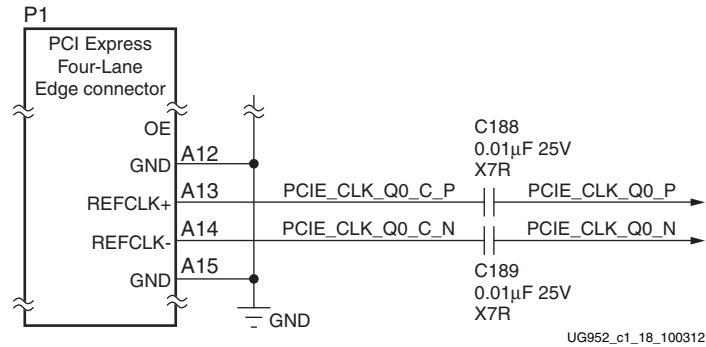 P1
PCI Express
Four-Lane
Edge connector
OE
GND A12
REFCLK+ A13 PCIE_CLK_Q0_C_P PCIE_CLK_Q0_P
REFCLK- A14 PCIE_CLK_Q0_C_N PCIE_CLK_Q0_N
GND A15
GND
C188
0.01µF 25V
X7R
C189
0.01µF 25V
X7R
UG952_c1_18_100312